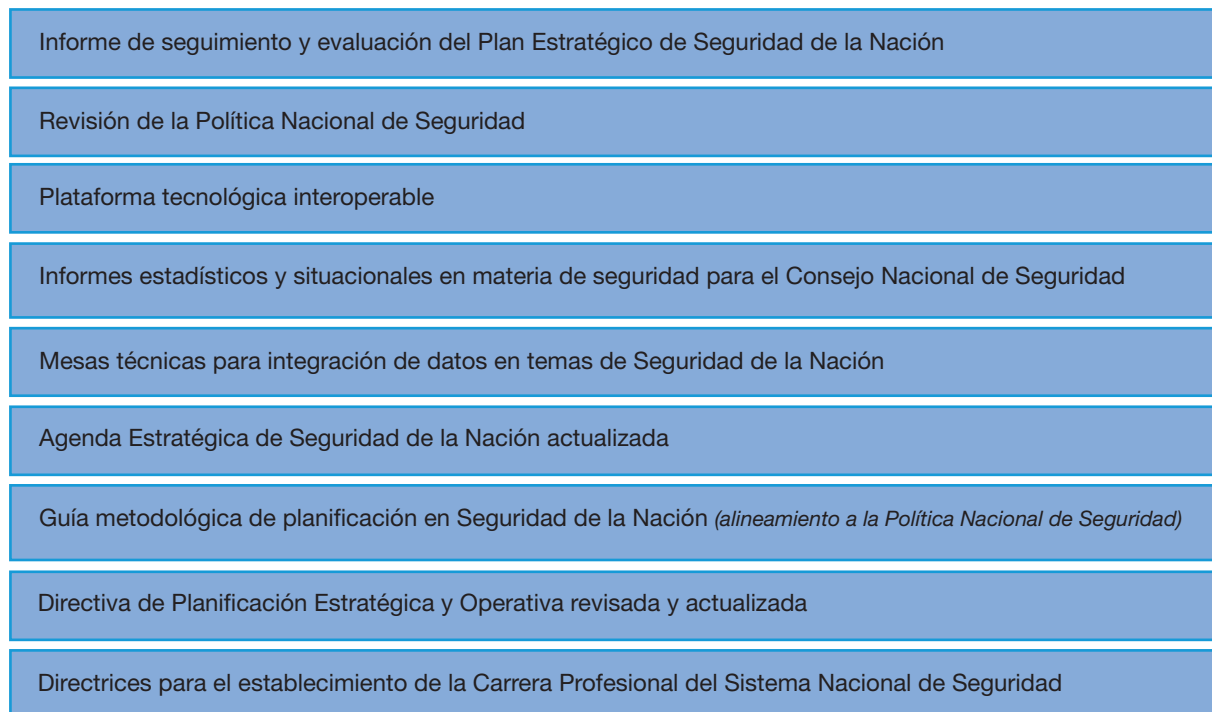 Informe de seguimiento y evaluación del Plan Estratégico de Seguridad de la Nación
Revisión de la Política Nacional de Seguridad
Plataforma tecnológica interoperable
Informes estadísticos y situacionales en materia de seguridad para el Consejo Nacional de Seguridad
Mesas técnicas para integración de datos en temas de Seguridad de la Nación
Agenda Estratégica de Seguridad de la Nación actualizada
Guía metodológica de planificación en Seguridad de la Nación (alineamiento a la Política Nacional de Seguridad)
Directiva de Planificación Estratégica y Operativa revisada y actualizada
Directrices para el establecimiento de la Carrera Profesional del Sistema Nacional de Seguridad